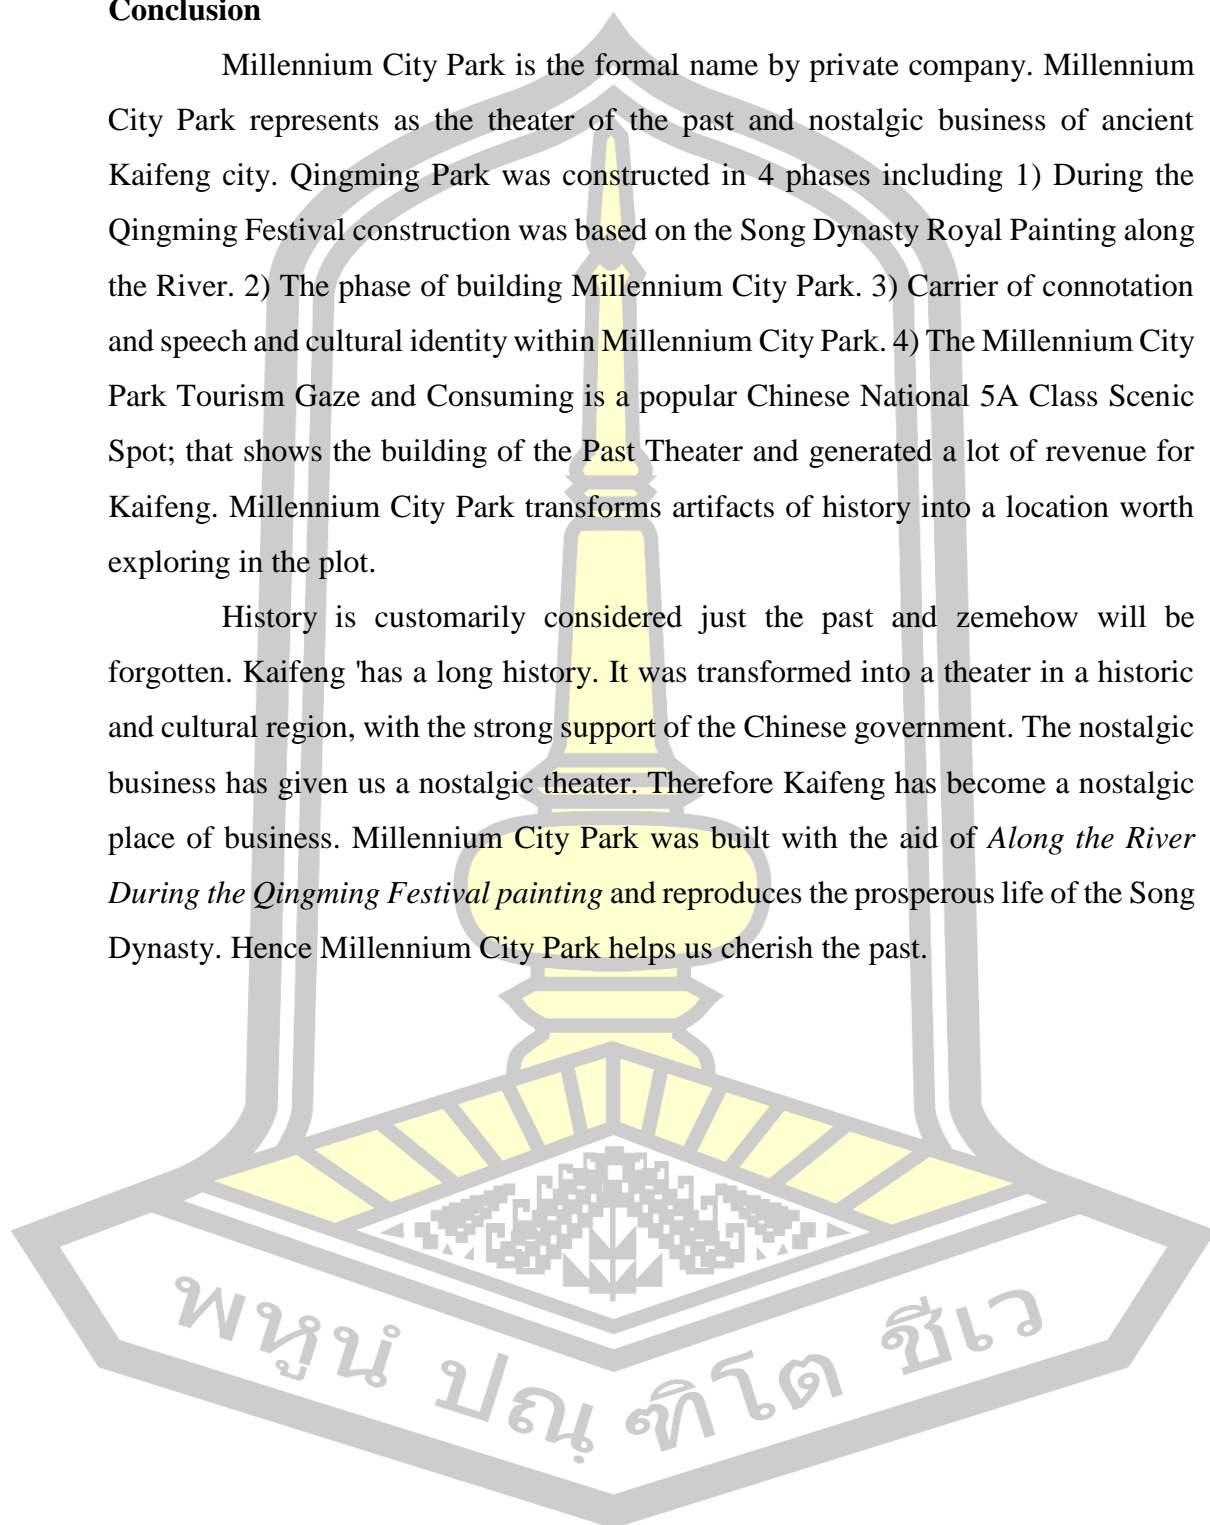 Conclusion
Millennium City Park is the formal name by private company. Millennium
City Park represents as the theater of the past and nostalgic business of ancient
Kaifeng city. Qingming Park was constructed in 4 phases including 1) During the
Qingming Festival construction was based on the Song Dynasty Royal Painting along
the River. 2) The phase of building Millennium City Park. 3) Carrier of connotation
and speech and cultural identity within Millennium City Park. 4) The Millennium City
Park Tourism Gaze and Consuming is a popular Chinese National 5A Class Scenic
Spot; that shows the building of the Past Theater and generated a lot of revenue for
Kaifeng. Millennium City Park transforms artifacts of history into a location worth
exploring in the plot.
History is customarily considered just the past and zemehow will be
forgotten. Kaifeng 'has a long history. It was transformed into a theater in a historic
and cultural region, with the strong support of the Chinese government. The nostalgic
business has given us a nostalgic theater. Therefore Kaifeng has become a nostalgic
place of business. Millennium City Park was built with the aid of Along the River
During the Qingming Festival painting and reproduces the prosperous life of the Song
Dynasty. Hence Millennium City Park helps us cherish the past.
พหูนํ ปณฺ ฑิโต ชีเว